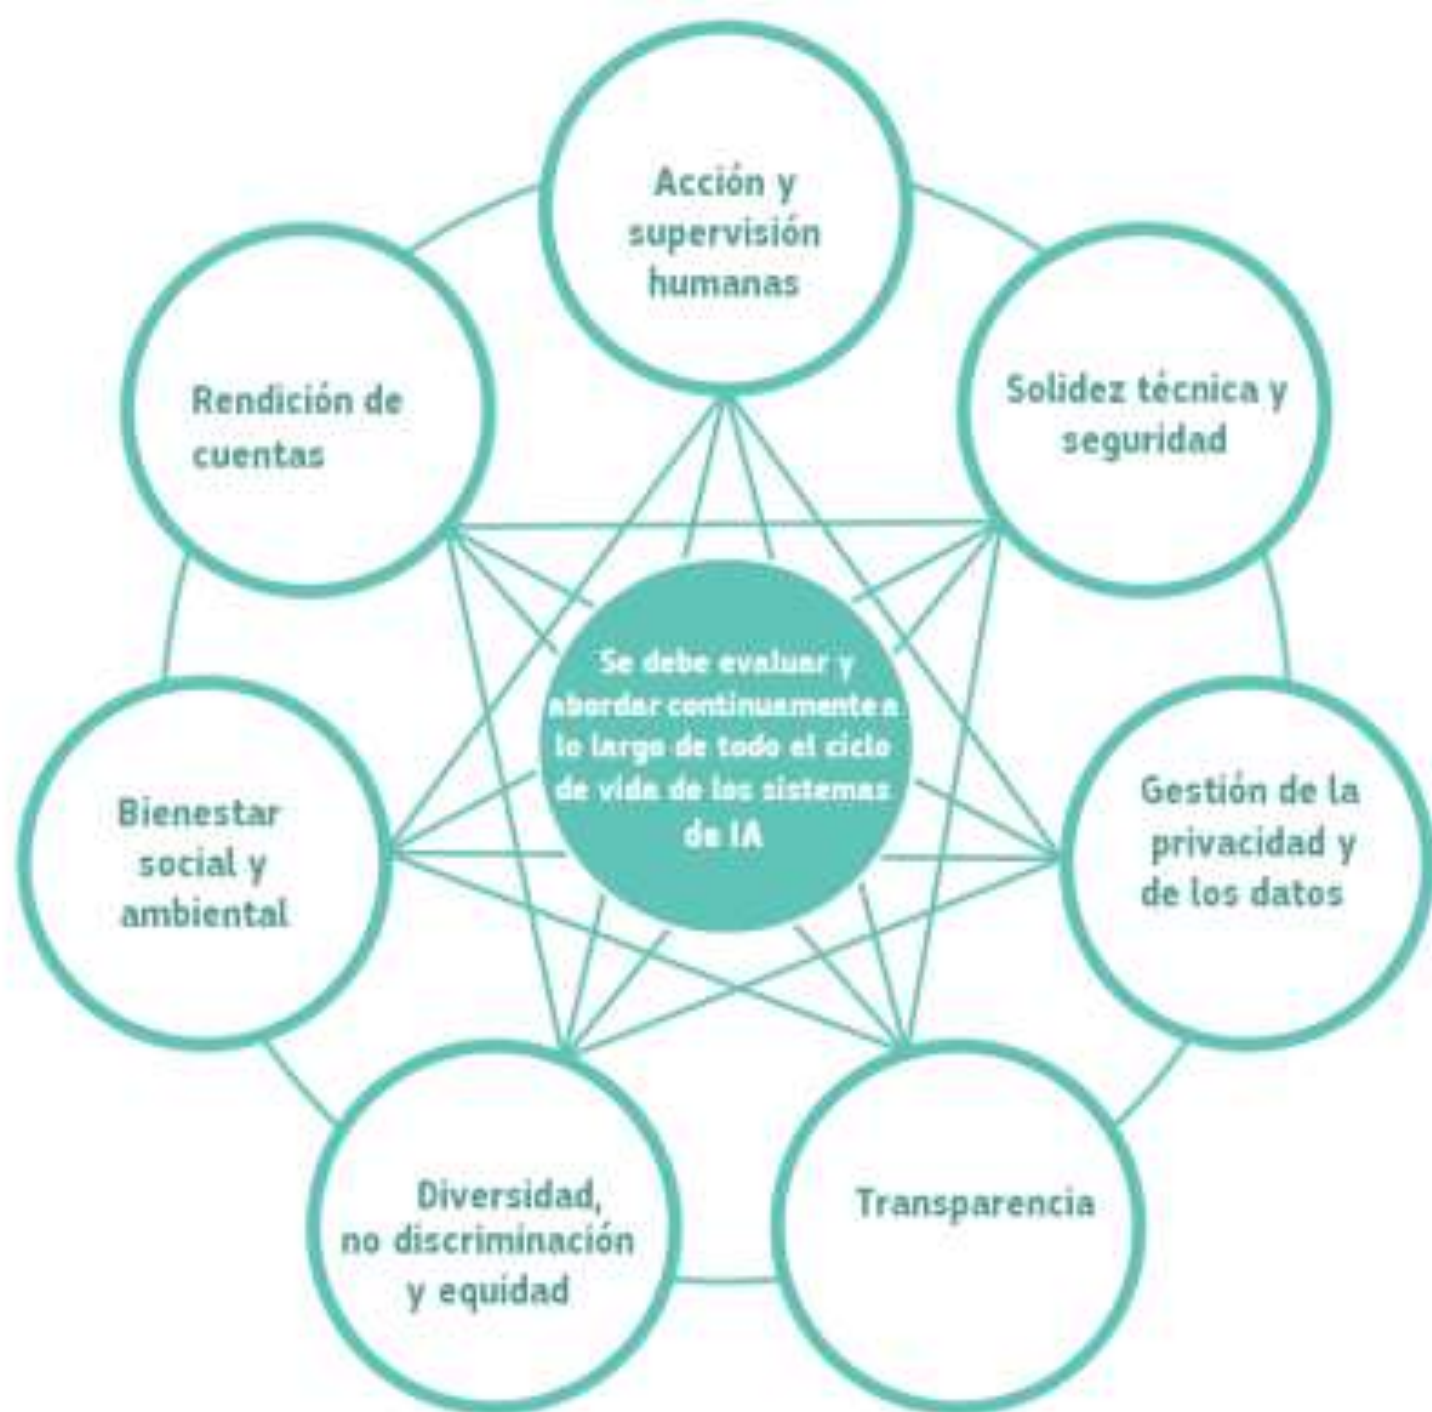 Acción y
supervisión
humanas
Solidez técnica y
seguridad
Gestión de la
privacidad y
de los datos
Transparencia
Diversidad,
no discriminación
y equidad
Bienestar
social y
ambiental
Rendición de
cuentas
Se debe evaluar y
abordar continuamente a
lo largo de todo el ciclo
de vida de los sistemas
de IA